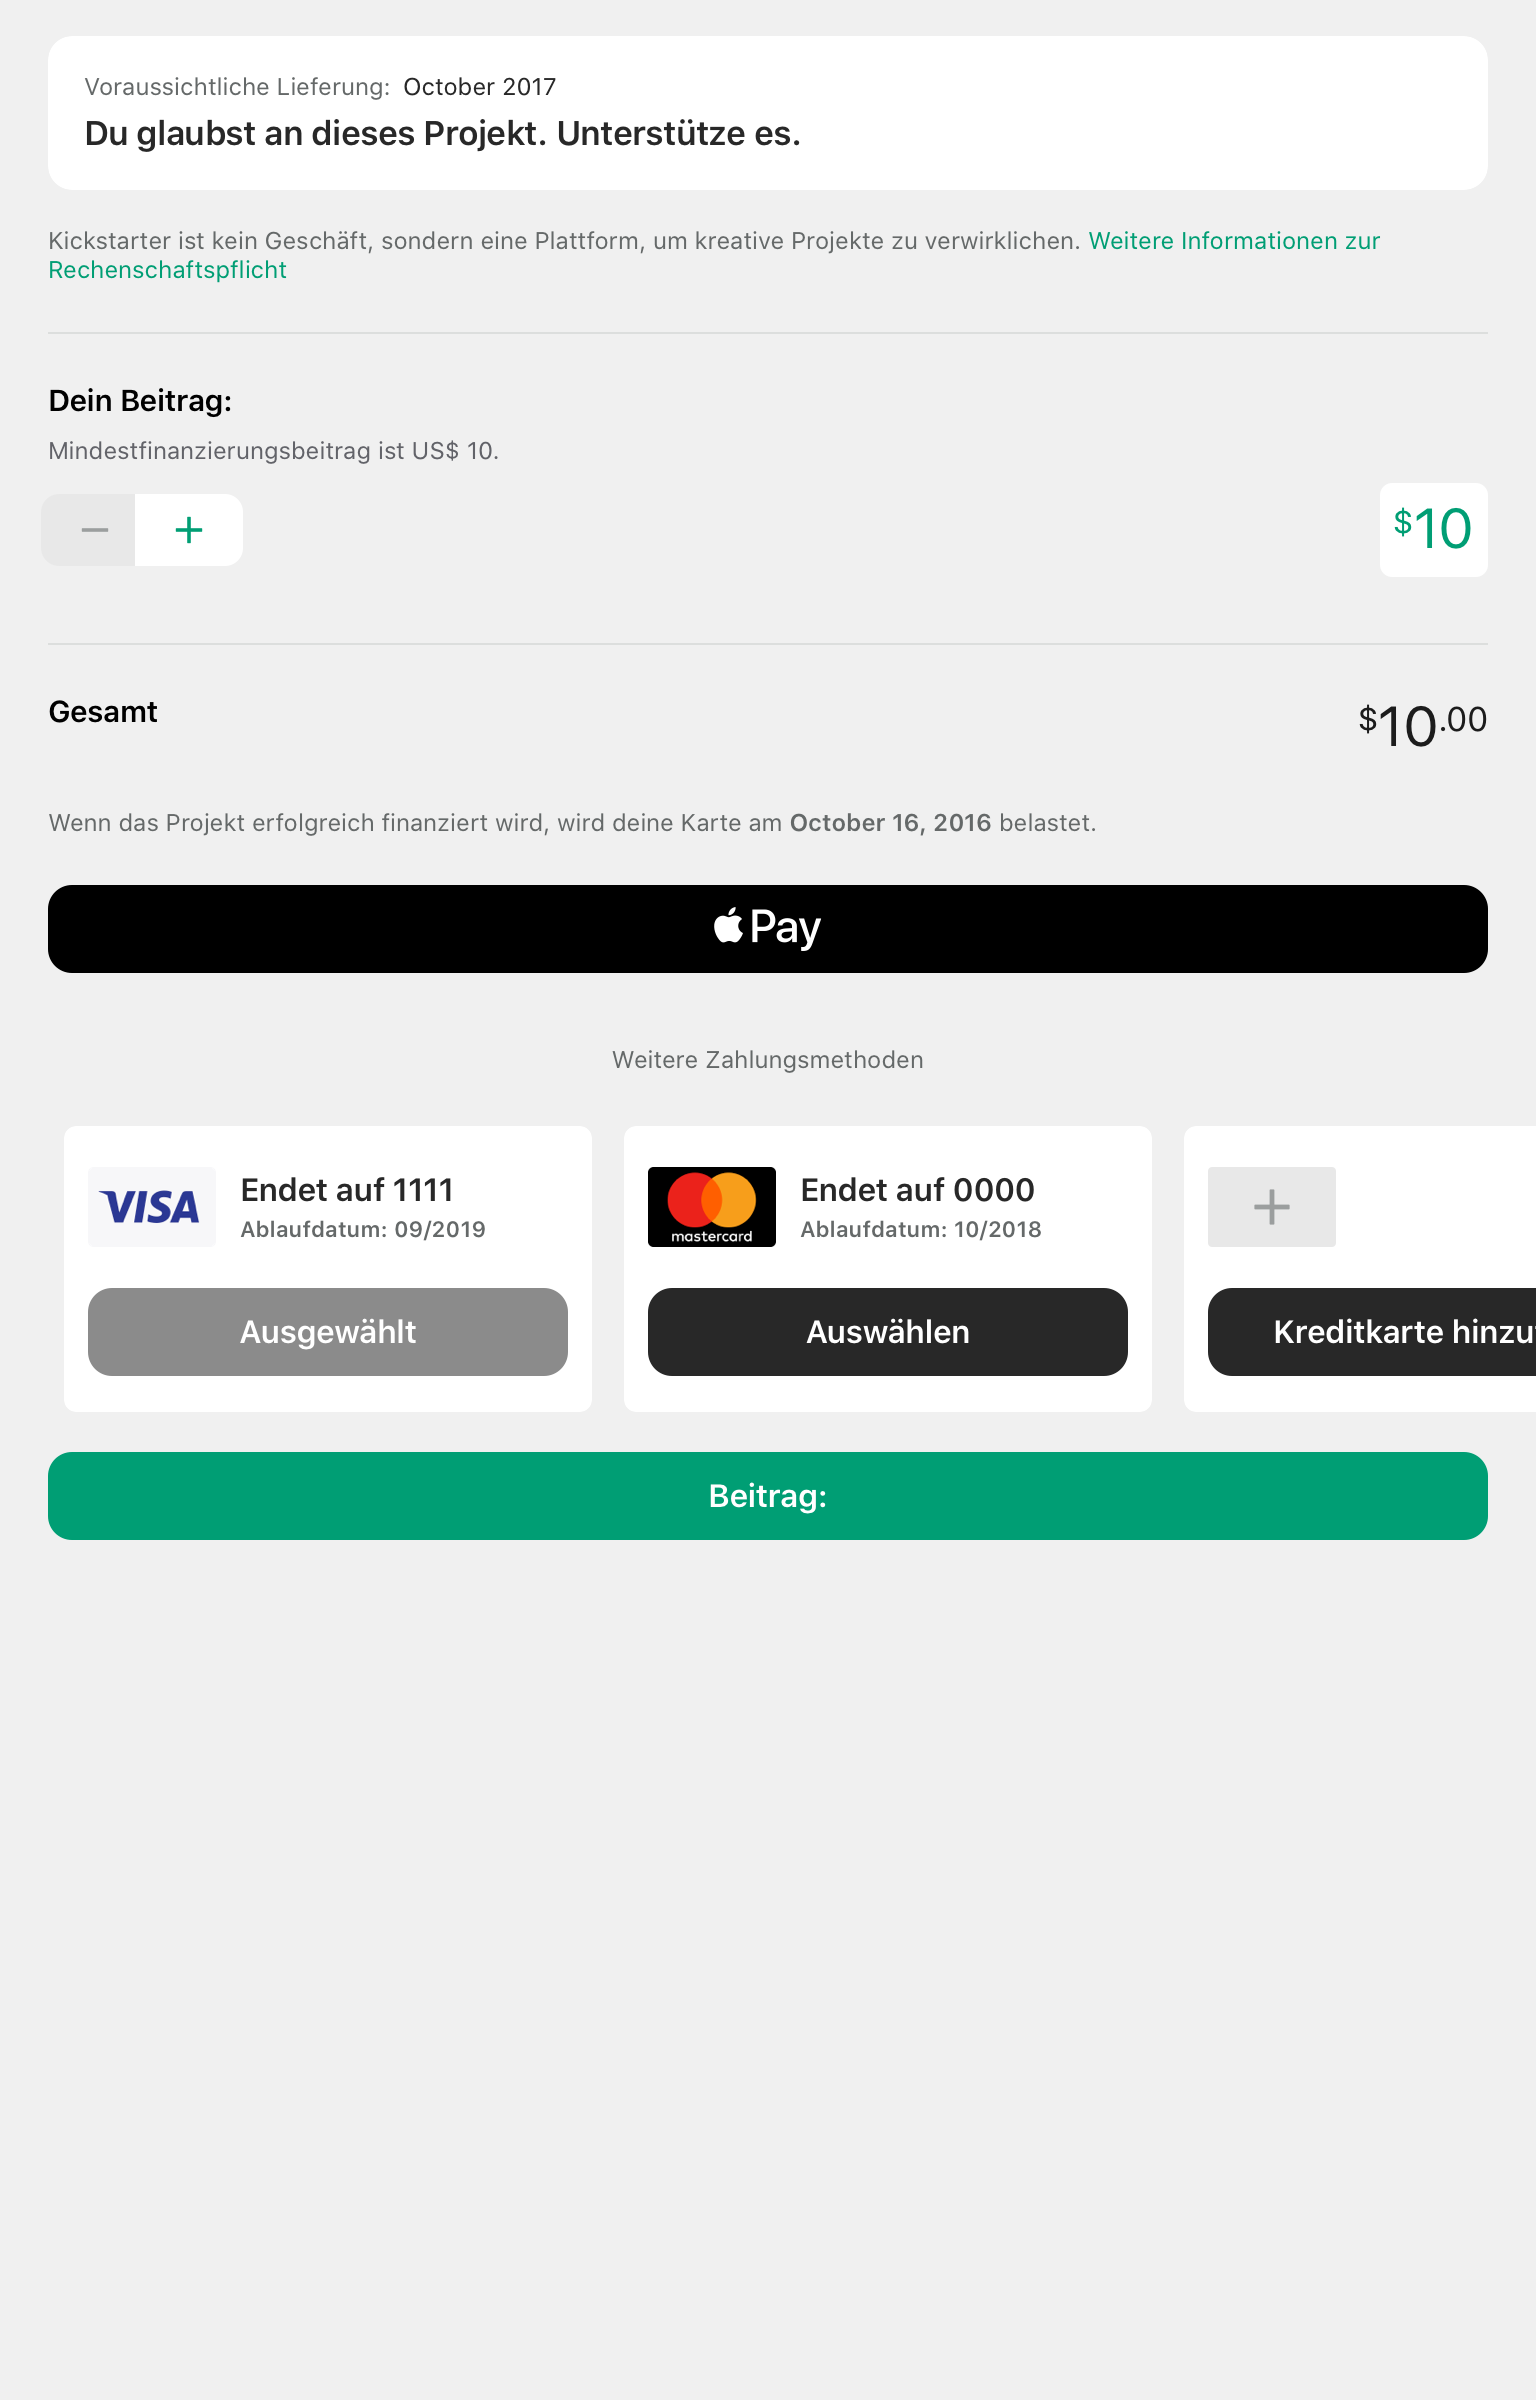 Voraussichtliche Lieferung: October 2017
Du glaubst an dieses Projekt. Unterstütze es.
Kickstarter ist kein Geschäft, sondern eine Plattform, um kreative Projekte zu verwirklichen. Weitere Informationen zur
Rechenschaftspflicht
Dein Beitrag:
Mindestfinanzierungsbeitrag ist US$ 10.
$10
Gesamt
$10.00
Wenn das Projekt erfolgreich finanziert wird, wird deine Karte am October 16, 2016 belastet.
Pay
Weitere Zahlungsmethoden
VISA
Endet auf 1111
Ablaufdatum: 09/2019
Ausgewählt
mastercard
Endet auf 0000
Ablaufdatum: 10/2018
Auswählen
Kreditkarte
Beitrag: